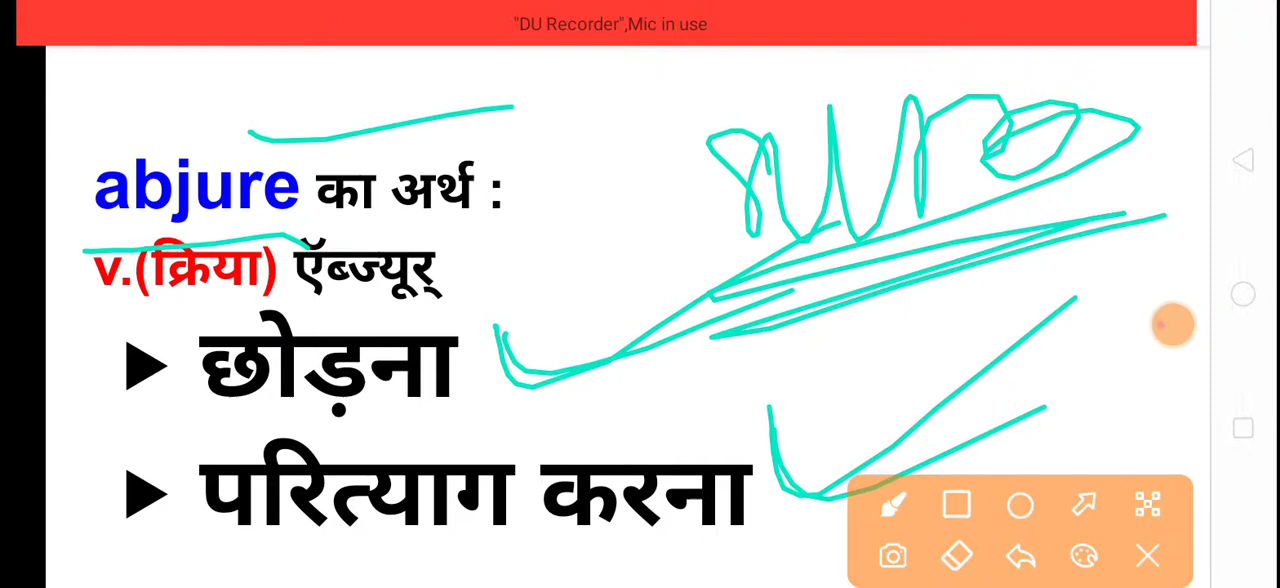 "DU Recorder",Mic in use
abjure का अर्थ :
v.(क्रिया) ऍब्ज्यूर्
▶ छोड़ना
▶ परित्याग करना